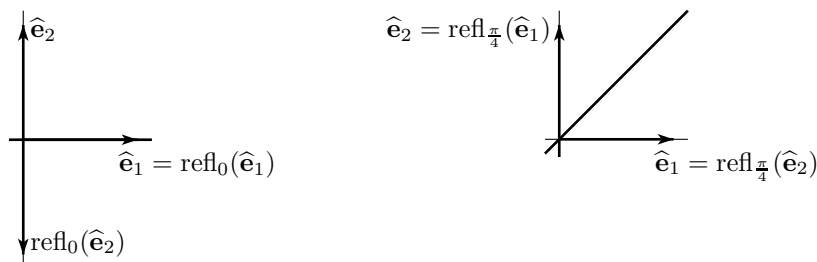 ê₂
ê₁ = refl₀(ê₁)
refl₀(ê₂)
ê₂ = refl_{π/4}(ê₁)
ê₁ = refl_{π/4}(ê₂)